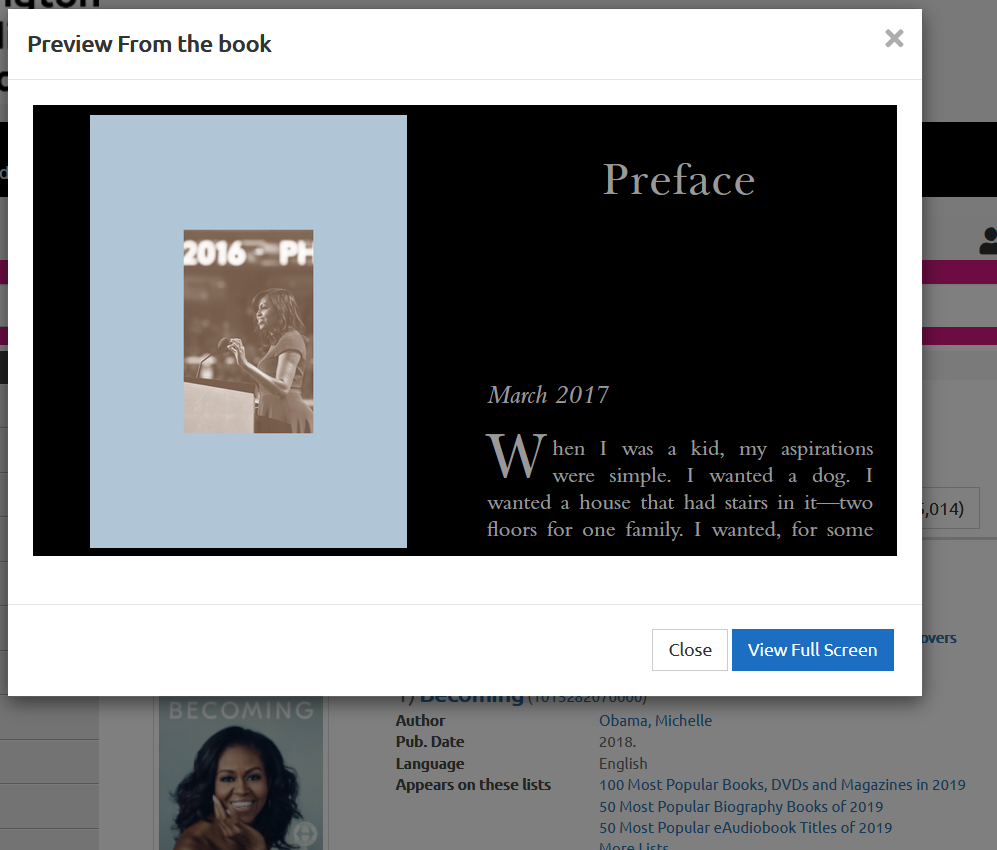 Preview From the book
×
2016
PH
Preface
March 2017
When I was a kid, my aspirations
were simple. I wanted a dog. I
wanted a house that had stairs in it—two
floors for one family. I wanted, for some
,014)
overs
Close
View Full Screen
1) Becoming (1015282070000)
BECOMING
Author Obama, Michelle
Pub. Date 2018.
Language English
Appears on these lists 100 Most Popular Books, DVDs and Magazines in 2019
50 Most Popular Biography Books of 2019
50 Most Popular eAudiobook Titles of 2019
More Lists